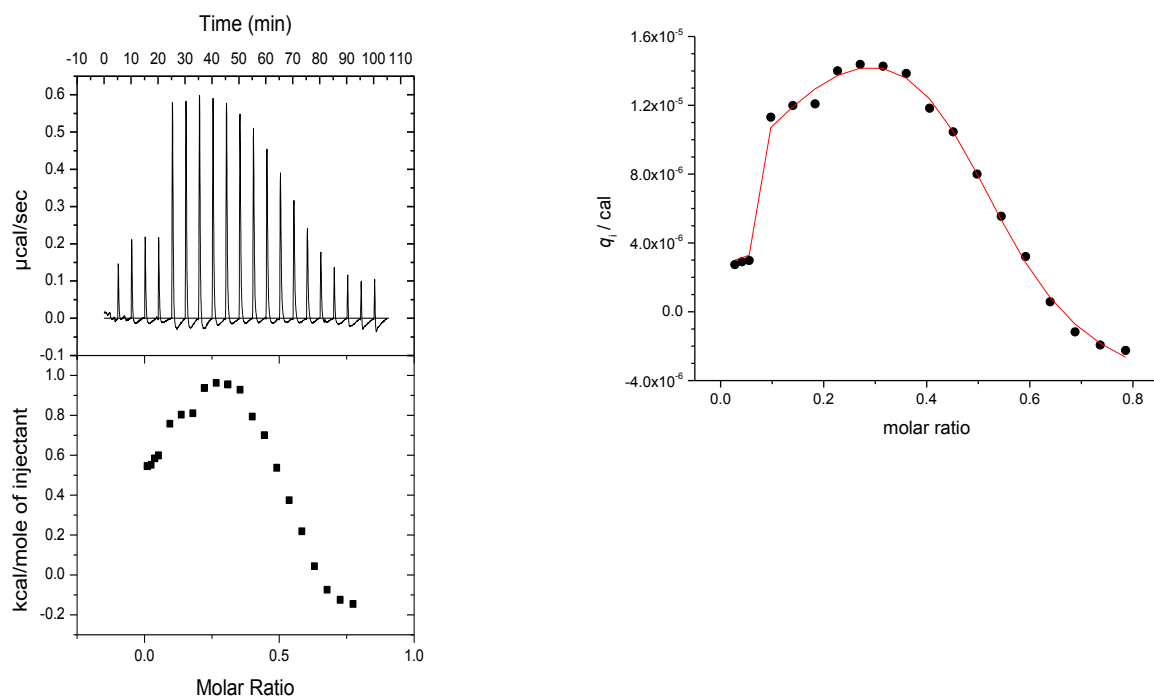 Time (min)
-10 0 10 20 30 40 50 60 70 80 90 100 110
0.6
0.5
0.4
0.3
0.2
0.1
0.0
-0.1
µcal/sec
1.0
0.8
0.6
0.4
0.2
0.0
-0.2
kcal/mole of injectant
0.0 0.5 1.0
Molar Ratio
1.6x10⁻⁵
1.2x10⁻⁵
8.0x10⁻⁶
4.0x10⁻⁶
0.0
-4.0x10⁻⁶
qᵢ / cal
0.0 0.2 0.4 0.6 0.8
molar ratio